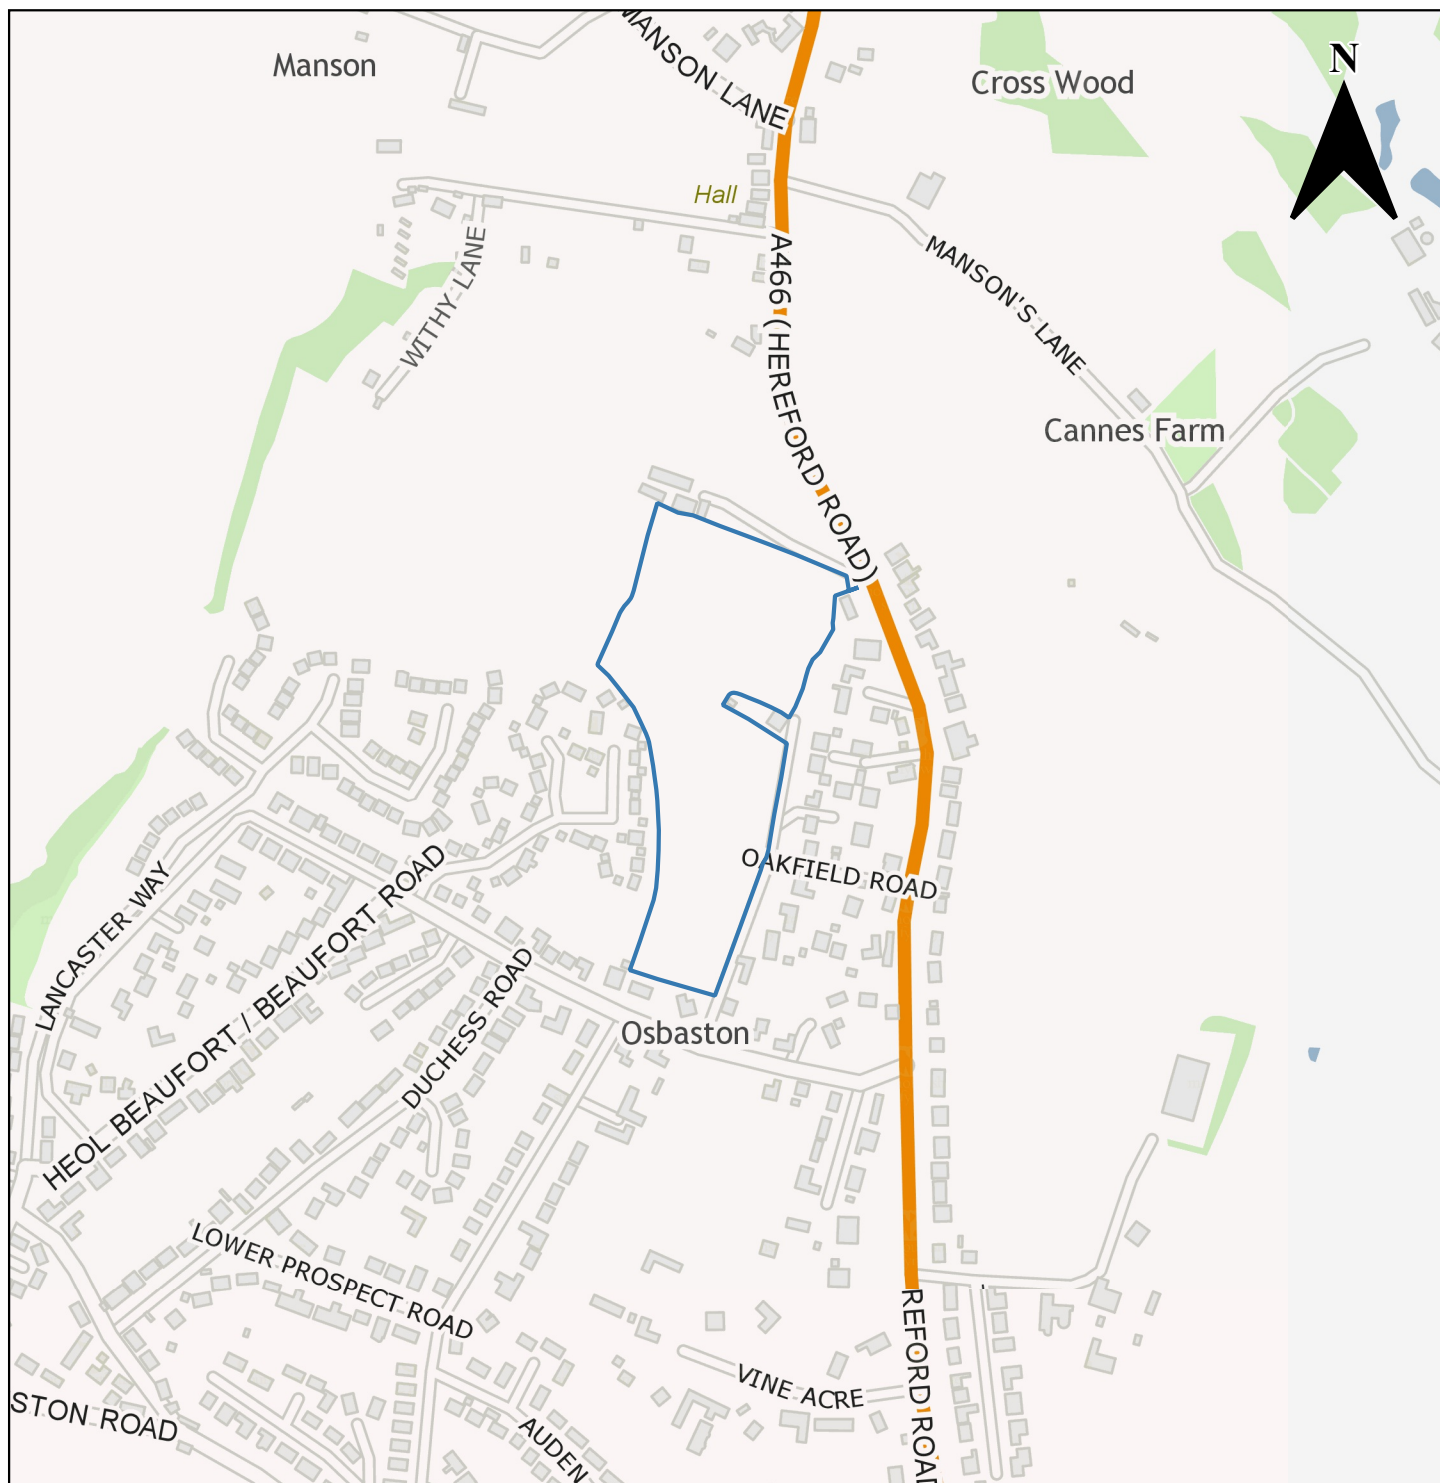 MANSON LANE
Manson
Cross Wood
N
Hall
WITHY LANE
A466 (HEREFORD ROAD)
MANSON'S LANE
Cannes Farm
OAKFIELD ROAD
LANCASTER WAY
HEOL BEAUFORT / BEAUFORT ROAD
DUCHESS ROAD
Osbaston
LOWER PROSPECT ROAD
REFORD ROAD
VINE ACRE
STON ROAD
AUDEN